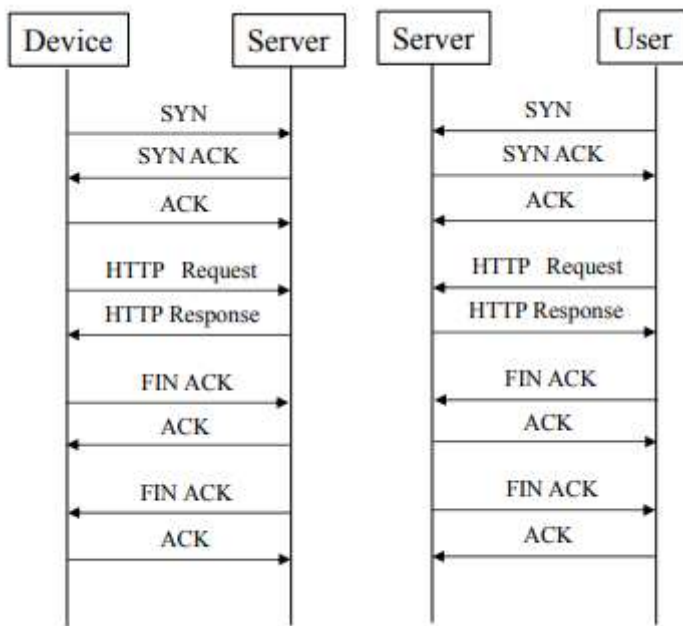 Device
Server
SYN
SYN ACK
ACK
HTTP Request
HTTP Response
FIN ACK
ACK
FIN ACK
ACK
Server
User
SYN
SYN ACK
ACK
HTTP Request
HTTP Response
FIN ACK
ACK
FIN ACK
ACK